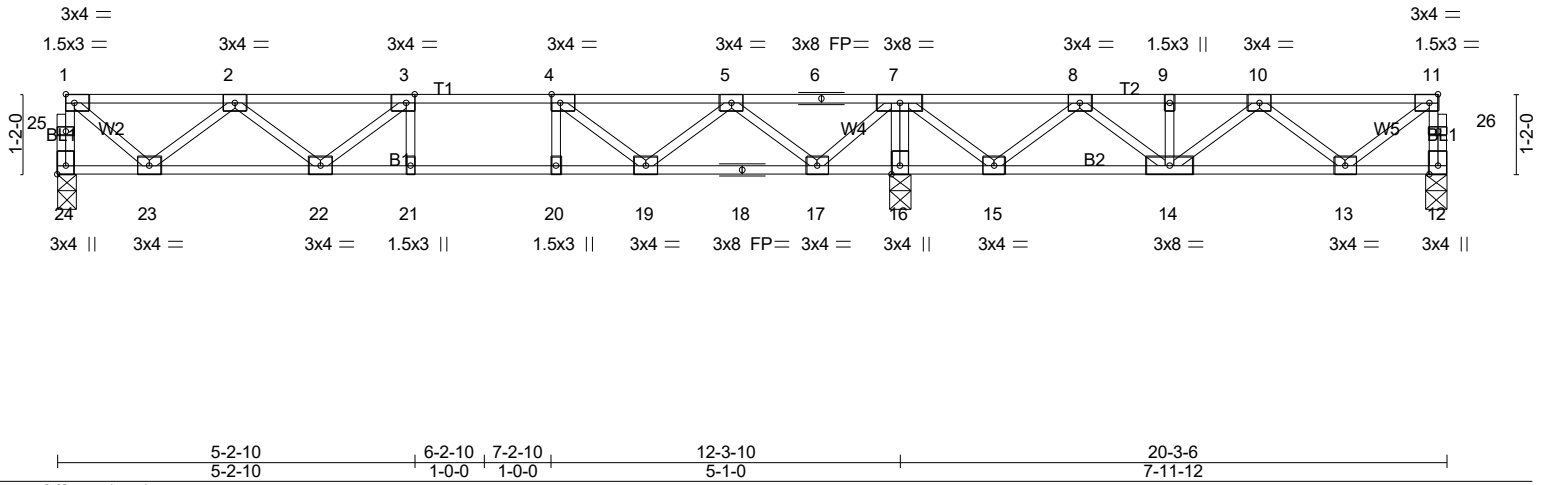 3x4 = 3x4 =
1.5x3 = 3x4 = 3x4 = 3x4 = 3x4 = 3x8 FP= 3x8 = 3x4 = 1.5x3 || 3x4 = 1.5x3 =
1 2 3 4 5 6 7 8 9 10 11
T1 T2
1-2-0 25 BL1 W2 W4 W5 BL1 26 1-2-0
B1 B2
24 23 22 21 20 19 18 17 16 15 14 13 12
3x4 || 3x4 = 3x4 = 1.5x3 || 1.5x3 || 3x4 = 3x8 FP= 3x4 = 3x4 || 3x4 = 3x8 = 3x4 = 3x4 ||
5-2-10 6-2-10 7-2-10 12-3-10 20-3-6
5-2-10 1-0-0 1-0-0 5-1-0 7-11-12